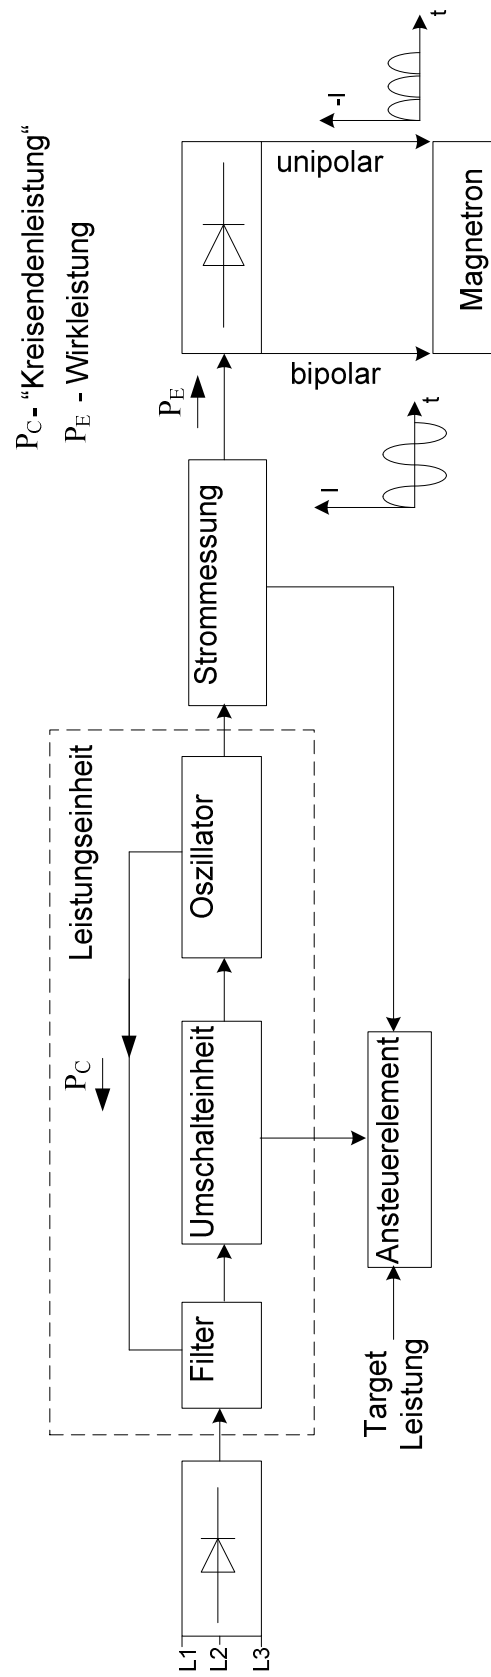 P_C- “Kreisendenleistung“
P_E - Wirkleistung
L1
L2
L3
Filter
Umschalteinheit
Oszillator
Leistungseinheit
P_C
Strommessung
P_E
unipolar
bipolar
Magnetron
-I
t
I
t
Ansteuerelement
Target
Leistung